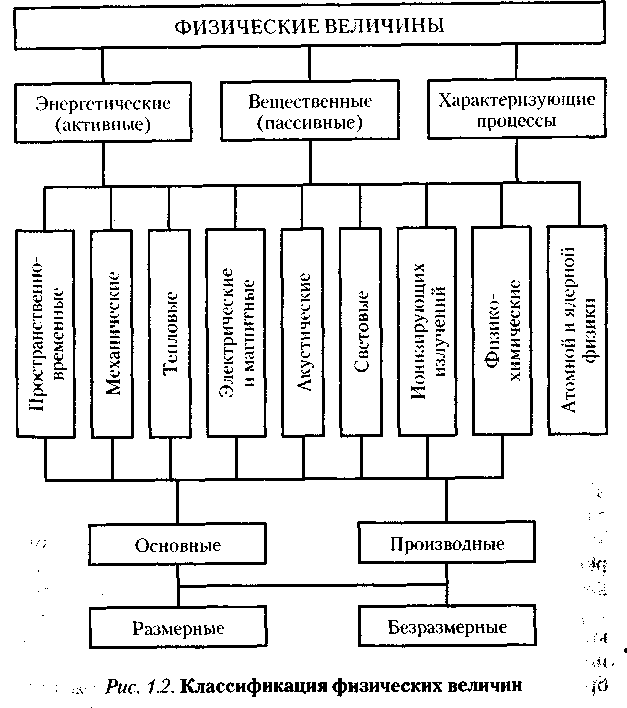 ФИЗИЧЕСКИЕ ВЕЛИЧИНЫ
Энергетические
(активные)
Вещественные
(пассивные)
Характеризующие
процессы
Пространственно-
временные
Механические
Тепловые
Электрические
и магнитные
Акустические
Световые
Ионизирующих
излучений
Физико-
химические
Атомной и ядерной
физики
Основные
Производные
Размерные
Безразмерные
Рис. 1.2. Классификация физических величин